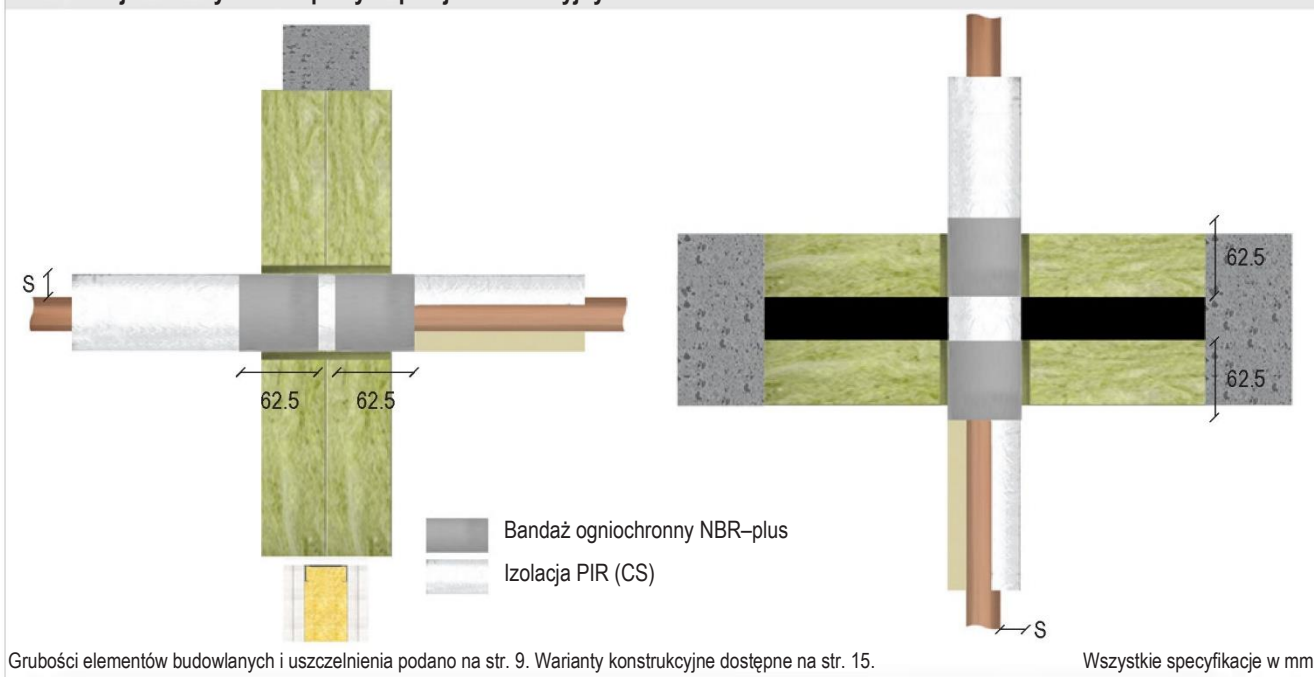 S
62.5 62.5
62.5
62.5
S
Bandaż ogniochronny NBR–plus
Izolacja PIR (CS)
Grubości elementów budowlanych i uszczelnienia podano na str. 9. Warianty konstrukcyjne dostępne na str. 15.
Wszystkie specyfikacje w mm